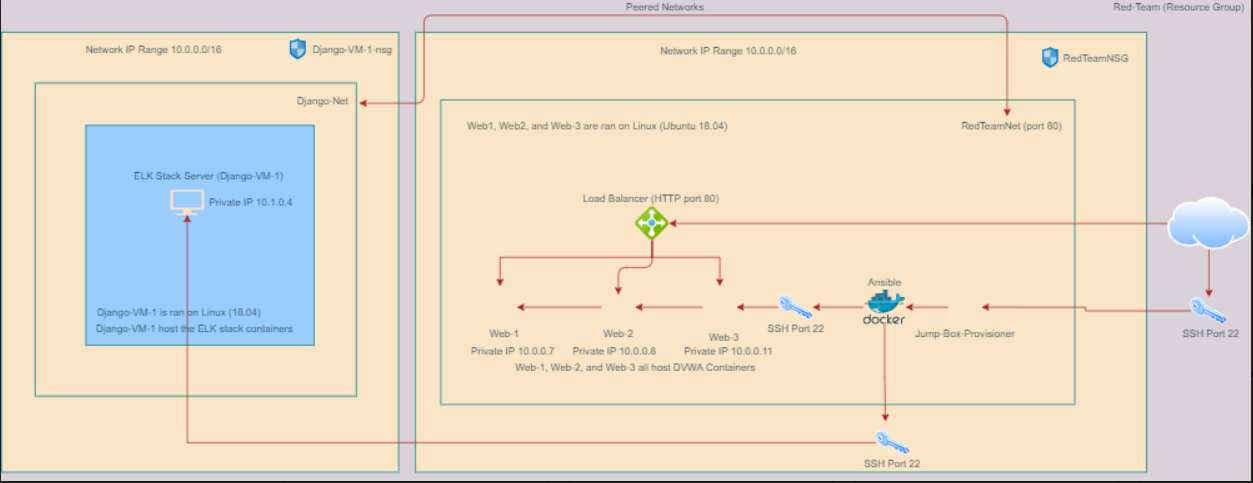 Peered Networks
Red-Team (Resource Group)
Network IP Range 10.0.0.0/16
Django-VM-1-nsg
Django-Net
ELK Stack Server (Django-VM-1)
Private IP 10.1.0.4
Django-VM-1 is ran on Linux (18.04)
Django-VM-1 host the ELK stack containers
Network IP Range 10.0.0.0/16
RedTeamNSG
Web1, Web2, and Web-3 are ran on Linux (Ubuntu 18.04)
RedTeamNet (port 80)
Load Balancer (HTTP port 80)
Ansible
docker
SSH Port 22
Jump-Box-Provisioner
SSH Port 22
Web-1
Web-2
Web-3
Private IP 10.0.0.7
Private IP 10.0.0.8
Private IP 10.0.0.11
Web-1, Web-2, and Web-3 all host DVWA Containers
SSH Port 22